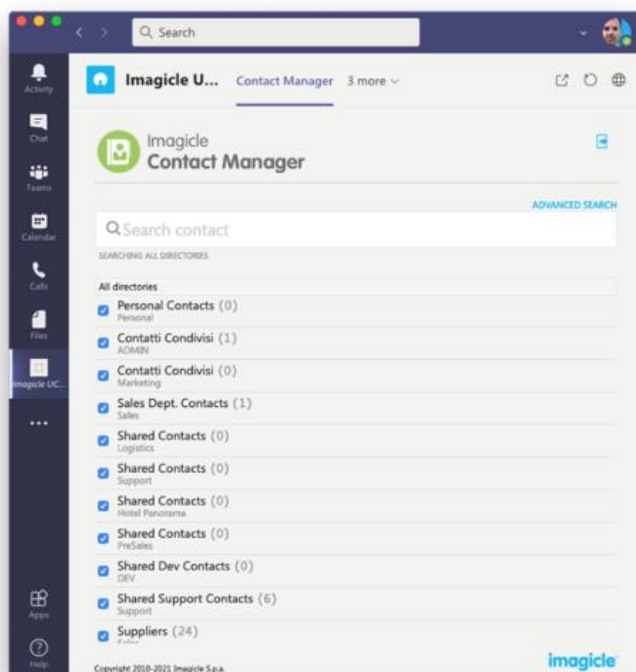 Search
Activity
Chat
Teams
Calendar
Calls
Files
Imagicle UC...
Apps
Help
Imagicle U... Contact Manager 3 more
Imagicle
Contact Manager
ADVANCED SEARCH
Search contact
SEARCHING ALL DIRECTORIES
All directories
Personal Contacts (0)
Personal
Contatti Condivisi (1)
ADMIN
Contatti Condivisi (0)
Marketing
Sales Dept. Contacts (1)
Sales
Shared Contacts (0)
Logistics
Shared Contacts (0)
Support
Shared Contacts (0)
Hotel Panorama
Shared Contacts (0)
PreSales
Shared Dev Contacts (0)
DEV
Shared Support Contacts (6)
Support
Suppliers (24)
Sales
Copyright 2010-2021 Imagicle S.p.a.
imagicle